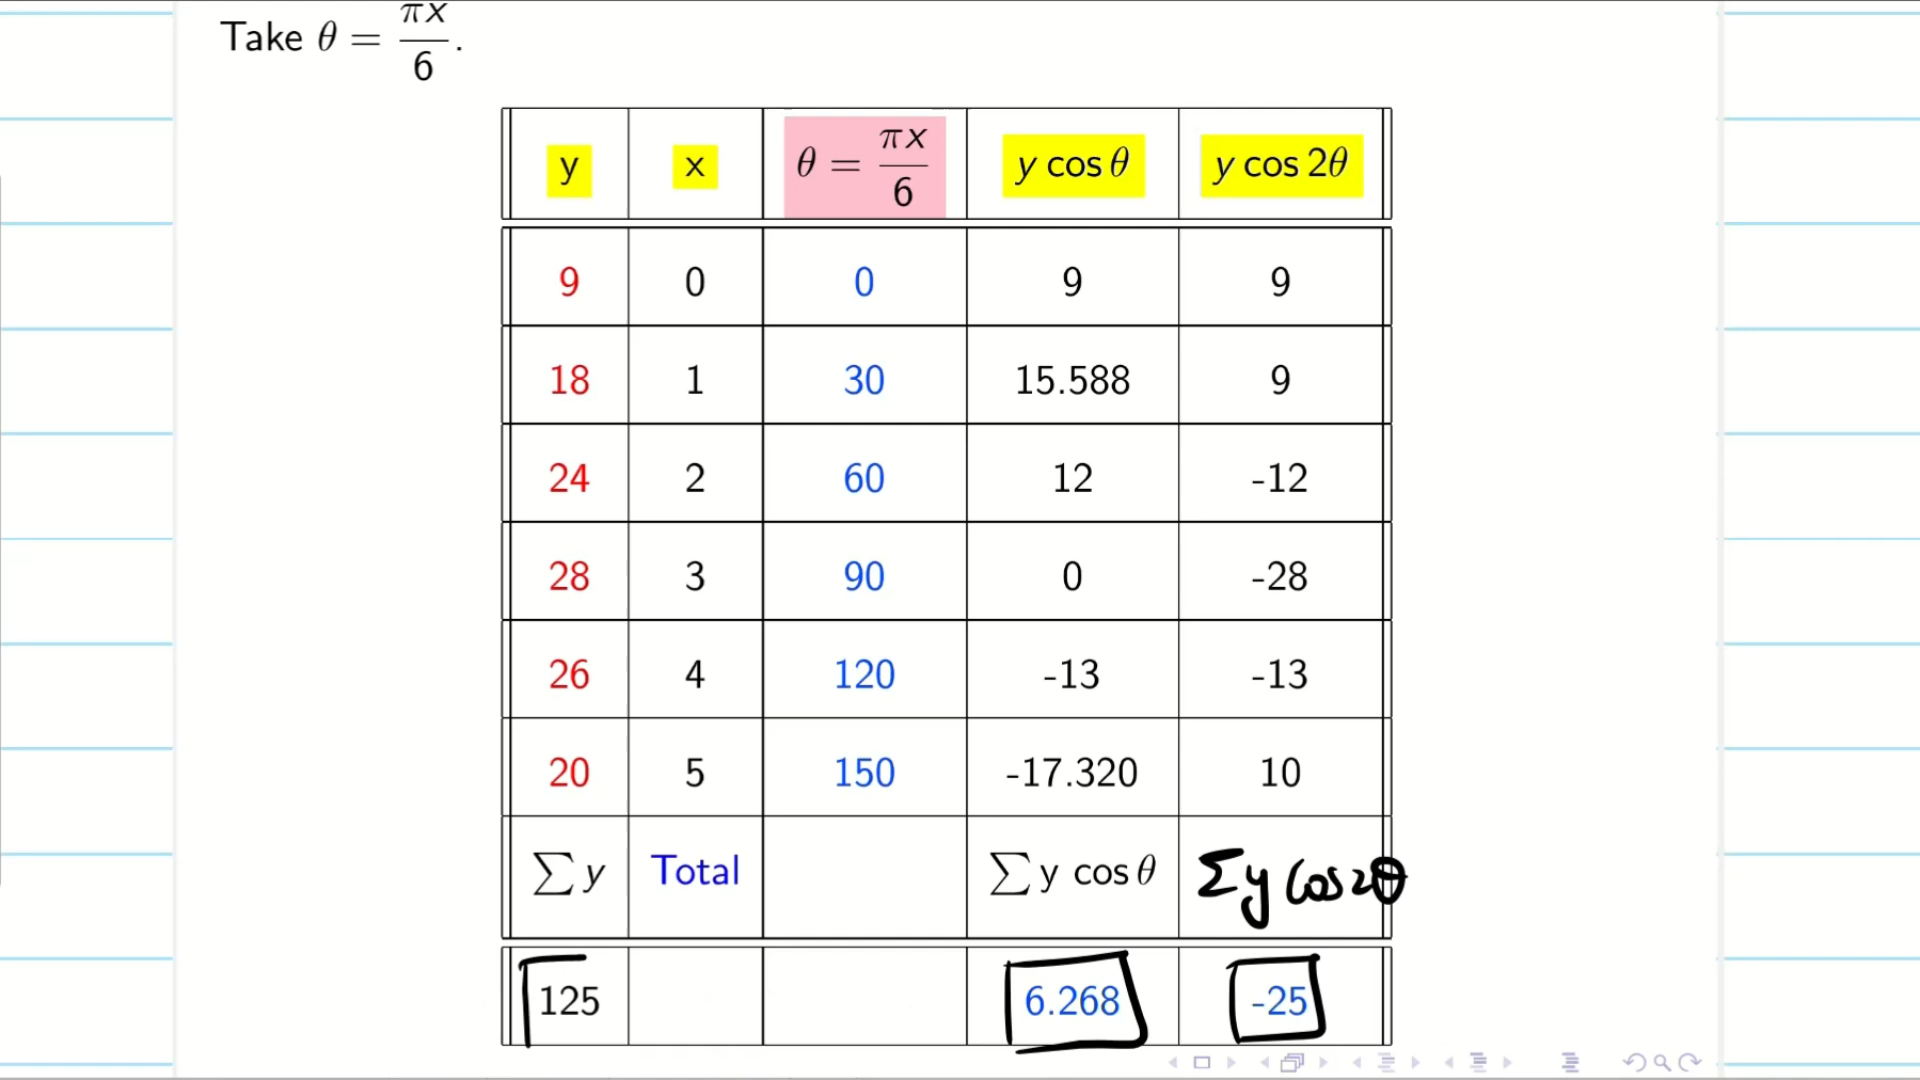 Take θ = πx/6.
y x θ = πx/6 y cos θ y cos 2θ
9 0 0 9 9
18 1 30 15.588 9
24 2 60 12 -12
28 3 90 0 -28
26 4 120 -13 -13
20 5 150 -17.320 10
∑ y Total ∑ y cos θ Σy cos2θ
125 6.268 -25